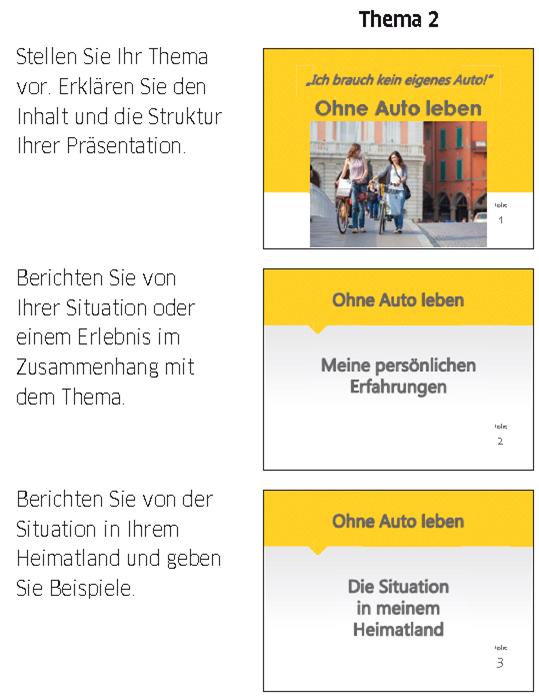 Thema 2
Stellen Sie Ihr Thema
vor. Erklären Sie den
Inhalt und die Struktur
Ihrer Präsentation.
„Ich brauch kein eigenes Auto!“
Ohne Auto leben
Folie
1
Berichten Sie von
Ihrer Situation oder
einem Erlebnis im
Zusammenhang mit
dem Thema.
Ohne Auto leben
Meine persönlichen
Erfahrungen
Folie
2
Berichten Sie von der
Situation in Ihrem
Heimatland und geben
Sie Beispiele.
Ohne Auto leben
Die Situation
in meinem
Heimatland
Folie
3